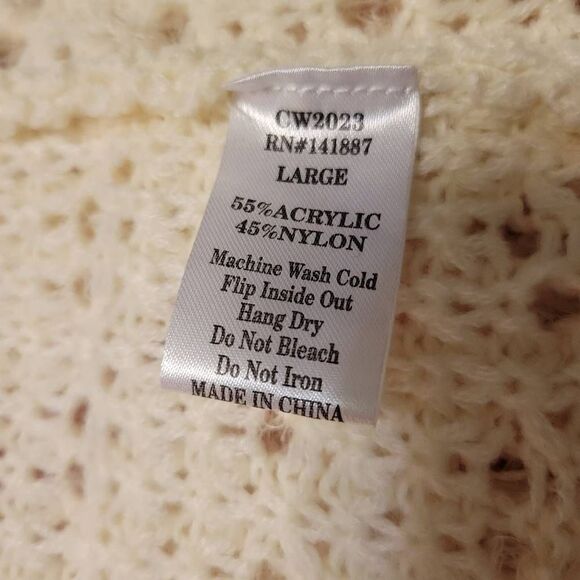 CW2023
RN#141887
LARGE
55%ACRYLIC
45%NYLON
Machine Wash Cold
Flip Inside Out
Hang Dry
Do Not Bleach
Do Not Iron
MADE IN CHINA